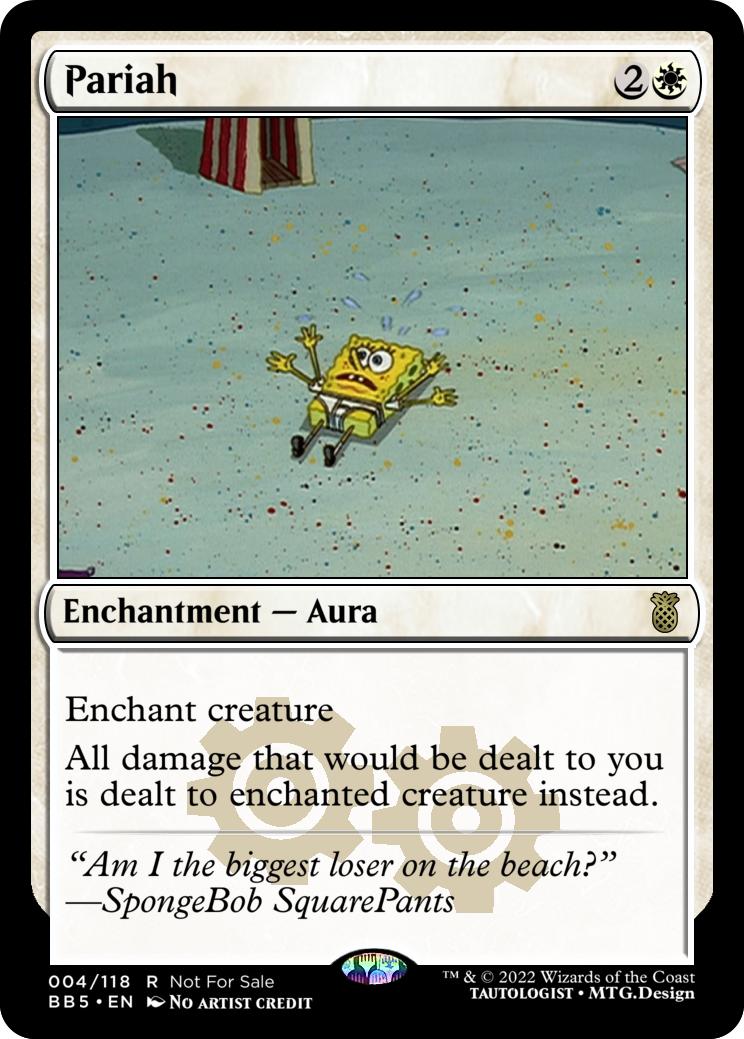 Pariah 2
Enchantment — Aura
Enchant creature
All damage that would be dealt to you
is dealt to enchanted creature instead.
“Am I the biggest loser on the beach?”
—SpongeBob SquarePants
004/118 R Not For Sale
BB5 • EN No artist credit
™ & © 2022 Wizards of the Coast
TAUTOLOGIST • MTG.Design